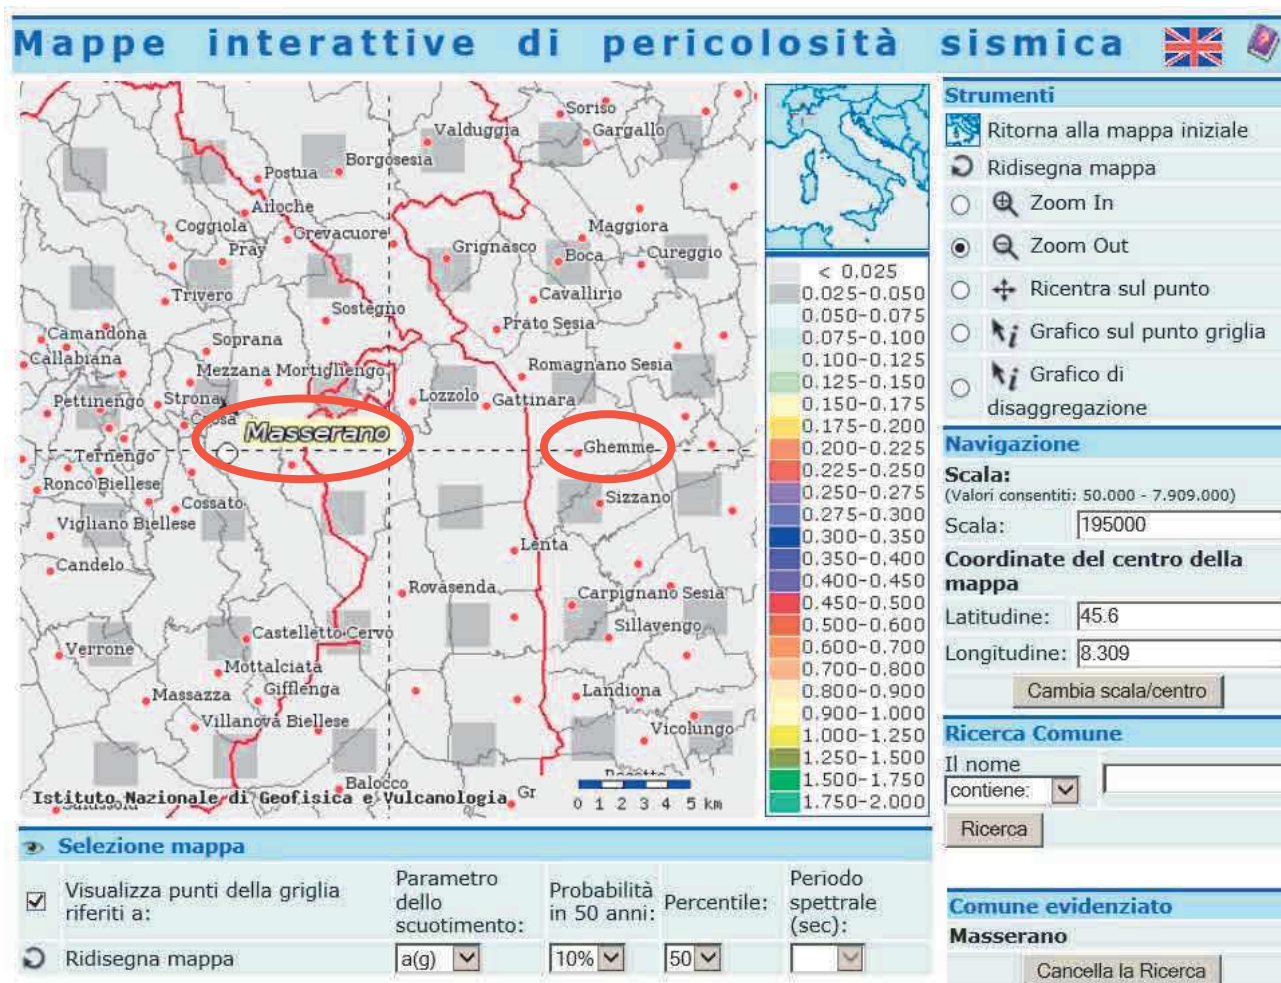 Mappe interattive di pericolosità sismica
Soriso
Valduggia
Gargallo
Borgosesia
Postua
Ailoche
Coggiola
Crevacuore
Maggiora
Pray
Grignasco
Boca
Cureggio
Trivero
Cavallirio
Sostegno
Prato Sesia
Camandona
Soprana
Callabiana
Mezzana Mortigliengo
Romagnano Sesia
Pettinengo
Strona
Lozzolo
Gattinara
Masserano
Ghemme
Ternengo
Ronco Biellese
Cossato
Sizzano
Vigliano Biellese
Lenta
Candelo
Rovasenda
Carpignano Sesia
Castelletto Cervo
Sillavengo
Verrone
Mottalciata
Massazza
Gifflenga
Landiona
Villanova Biellese
Vicolungo
Balocco
Istituto Nazionale di Geofisica e Vulcanologia
Gr
0 1 2 3 4 5 km
< 0.025
0.025-0.050
0.050-0.075
0.075-0.100
0.100-0.125
0.125-0.150
0.150-0.175
0.175-0.200
0.200-0.225
0.225-0.250
0.250-0.275
0.275-0.300
0.300-0.350
0.350-0.400
0.400-0.450
0.450-0.500
0.500-0.600
0.600-0.700
0.700-0.800
0.800-0.900
0.900-1.000
1.000-1.250
1.250-1.500
1.500-1.750
1.750-2.000
Strumenti
Ritorna alla mappa iniziale
Ridisegna mappa
Zoom In
Zoom Out
Ricentra sul punto
Grafico sul punto griglia
Grafico di
disaggregazione
Navigazione
Scala:
(Valori consentiti: 50.000 - 7.909.000)
Scala: 195000
Coordinate del centro della
mappa
Latitudine: 45.6
Longitudine: 8.309
Cambia scala/centro
Ricerca Comune
Il nome
contiene:
Ricerca
Comune evidenziato
Masserano
Cancella la Ricerca
Selezione mappa
Visualizza punti della griglia
riferiti a:
Parametro
dello
scuotimento:
Probabilità
in 50 anni:
Percentile:
Periodo
spettrale
(sec):
Ridisegna mappa
a(g)
10%
50